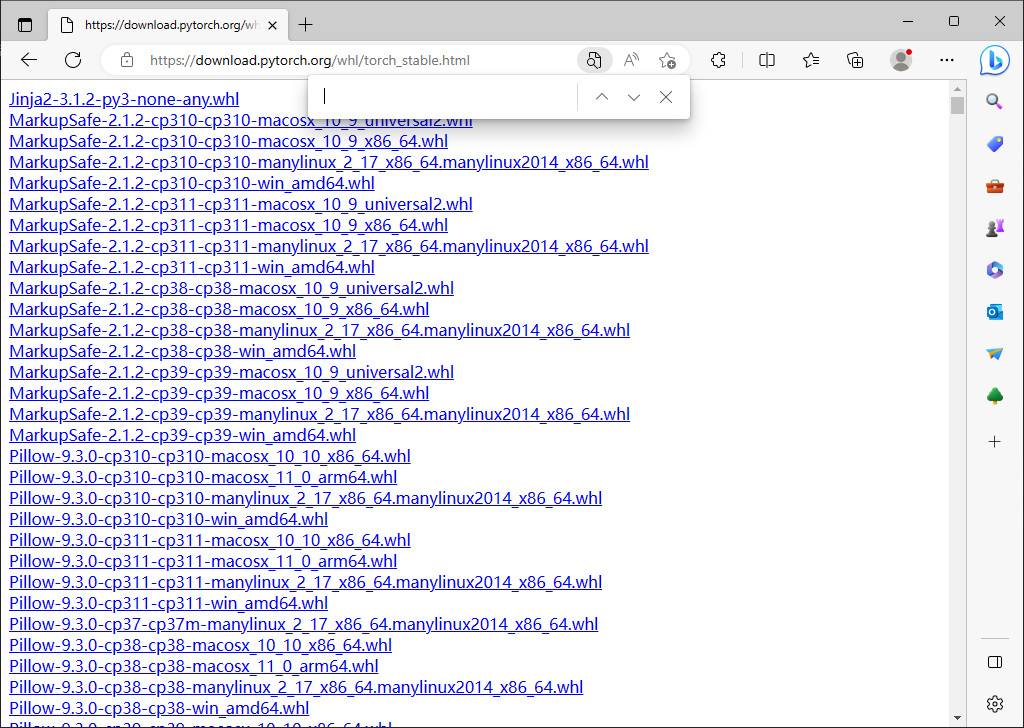 https://download.pytorch.org/wh
https://download.pytorch.org/whl/torch_stable.html
Jinja2-3.1.2-py3-none-any.whl
MarkupSafe-2.1.2-cp310-cp310-macosx_10_9_universal2.whl
MarkupSafe-2.1.2-cp310-cp310-macosx_10_9_x86_64.whl
MarkupSafe-2.1.2-cp310-cp310-manylinux_2_17_x86_64.manylinux2014_x86_64.whl
MarkupSafe-2.1.2-cp310-cp310-win_amd64.whl
MarkupSafe-2.1.2-cp311-cp311-macosx_10_9_universal2.whl
MarkupSafe-2.1.2-cp311-cp311-macosx_10_9_x86_64.whl
MarkupSafe-2.1.2-cp311-cp311-manylinux_2_17_x86_64.manylinux2014_x86_64.whl
MarkupSafe-2.1.2-cp311-cp311-win_amd64.whl
MarkupSafe-2.1.2-cp38-cp38-macosx_10_9_universal2.whl
MarkupSafe-2.1.2-cp38-cp38-macosx_10_9_x86_64.whl
MarkupSafe-2.1.2-cp38-cp38-manylinux_2_17_x86_64.manylinux2014_x86_64.whl
MarkupSafe-2.1.2-cp38-cp38-win_amd64.whl
MarkupSafe-2.1.2-cp39-cp39-macosx_10_9_universal2.whl
MarkupSafe-2.1.2-cp39-cp39-macosx_10_9_x86_64.whl
MarkupSafe-2.1.2-cp39-cp39-manylinux_2_17_x86_64.manylinux2014_x86_64.whl
MarkupSafe-2.1.2-cp39-cp39-win_amd64.whl
Pillow-9.3.0-cp310-cp310-macosx_10_10_x86_64.whl
Pillow-9.3.0-cp310-cp310-macosx_11_0_arm64.whl
Pillow-9.3.0-cp310-cp310-manylinux_2_17_x86_64.manylinux2014_x86_64.whl
Pillow-9.3.0-cp310-cp310-win_amd64.whl
Pillow-9.3.0-cp311-cp311-macosx_10_10_x86_64.whl
Pillow-9.3.0-cp311-cp311-macosx_11_0_arm64.whl
Pillow-9.3.0-cp311-cp311-manylinux_2_17_x86_64.manylinux2014_x86_64.whl
Pillow-9.3.0-cp311-cp311-win_amd64.whl
Pillow-9.3.0-cp37-cp37m-manylinux_2_17_x86_64.manylinux2014_x86_64.whl
Pillow-9.3.0-cp38-cp38-macosx_10_10_x86_64.whl
Pillow-9.3.0-cp38-cp38-macosx_11_0_arm64.whl
Pillow-9.3.0-cp38-cp38-manylinux_2_17_x86_64.manylinux2014_x86_64.whl
Pillow-9.3.0-cp38-cp38-win_amd64.whl
Pillow-9.3.0-cp39-cp39-macosx_10_10_x86_64.whl